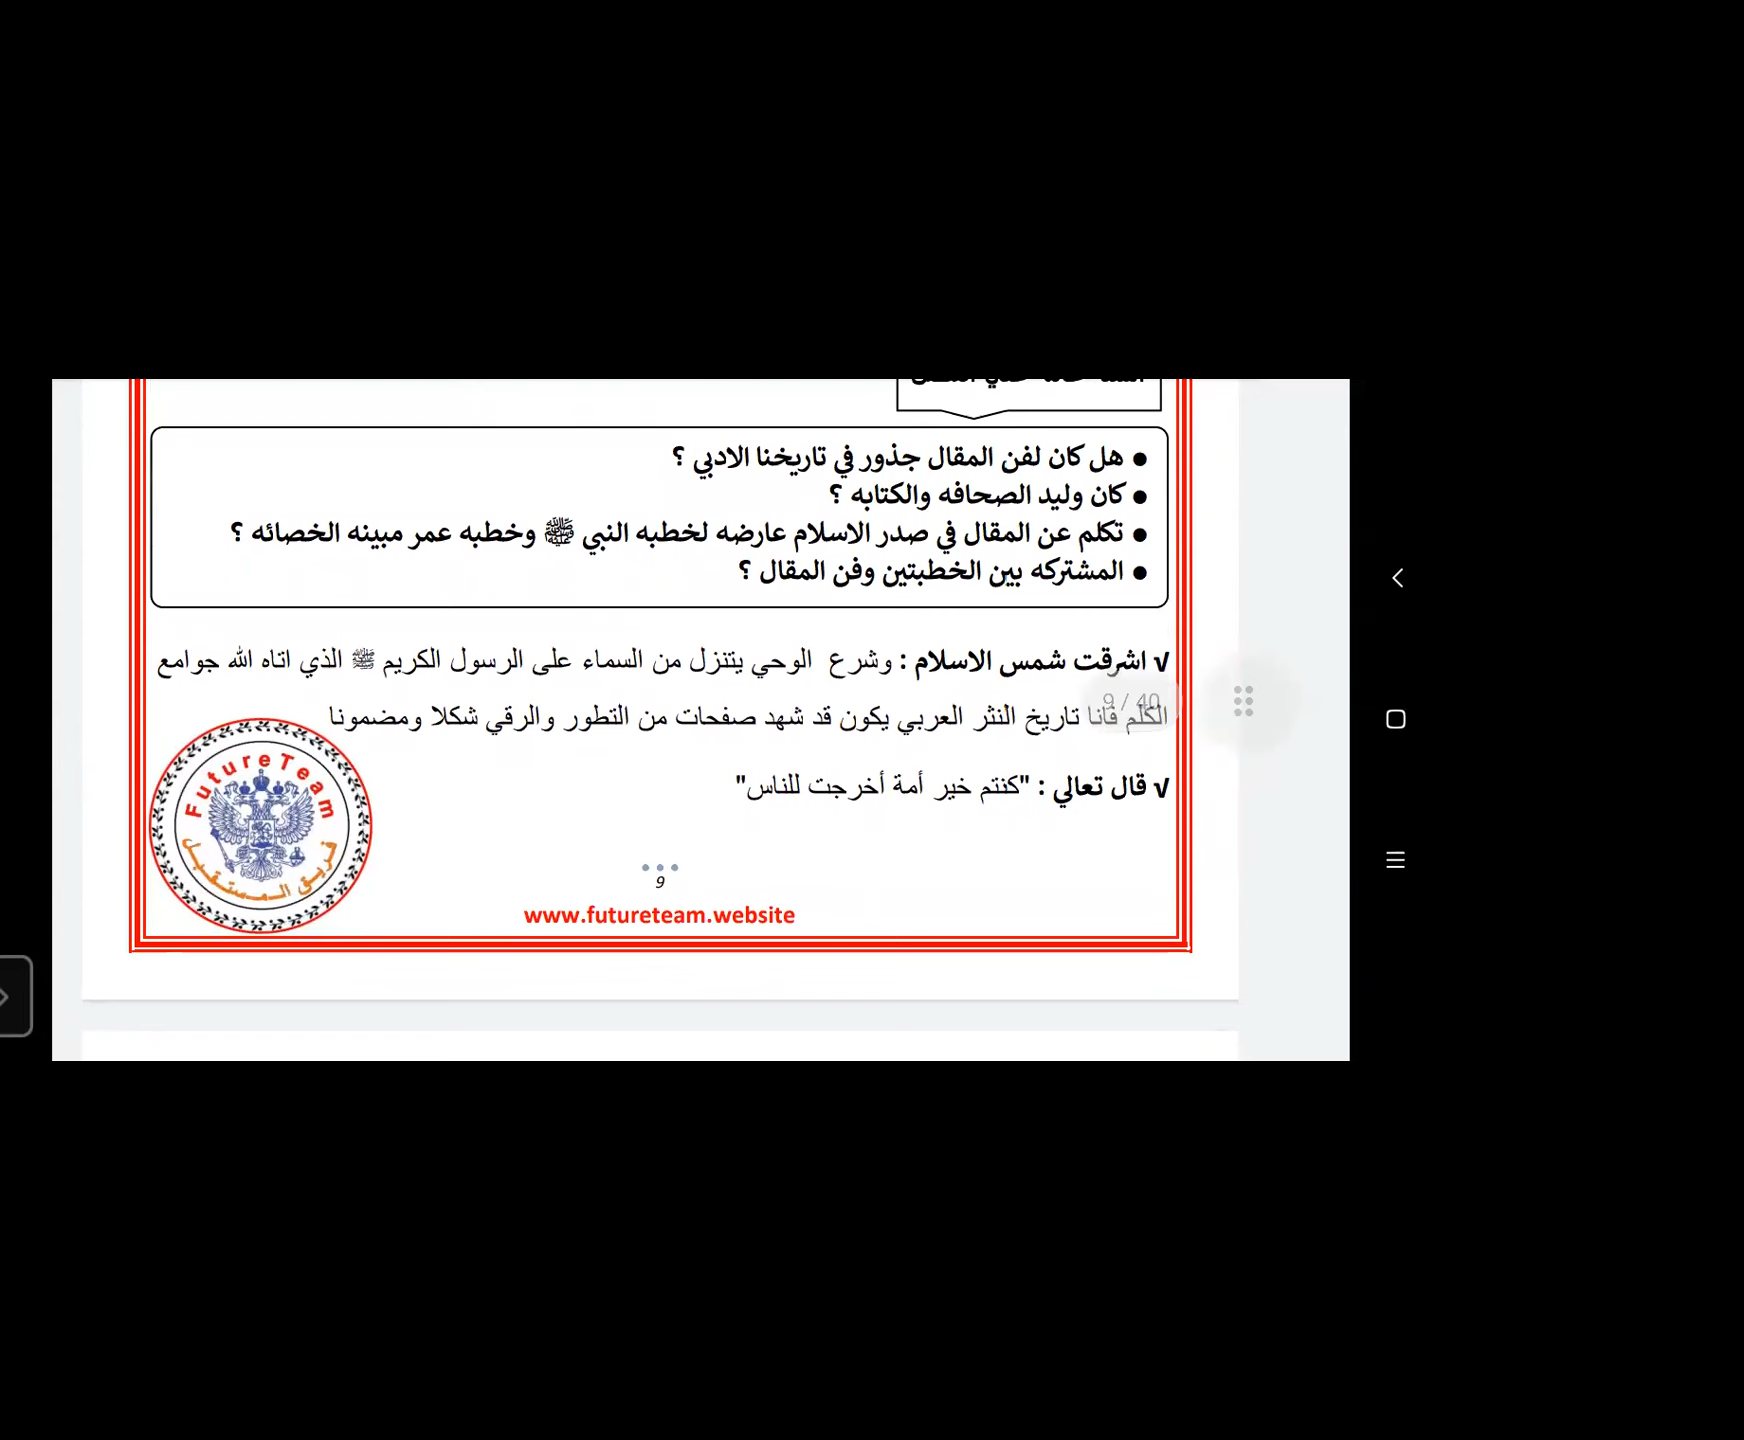 ● هل كان لفن المقال جذور في تاريخنا الادبي ؟
● كان وليد الصحافه والكتابه ؟
● تكلم عن المقال في صدر الاسلام عارضه لخطبه النبي ﷺ وخطبه عمر مبينه الخصائه ؟
● المشتركه بين الخطبتين وفن المقال ؟
√ اشرقت شمس الاسلام : وشرع الوحي يتنزل من السماء على الرسول الكريم ﷺ الذي اتاه الله جوامع
الكلم فانا تاريخ النثر العربي يكون قد شهد صفحات من التطور والرقي شكلا ومضمونا
9 / 40
√ قال تعالي : "كنتم خير أمة أخرجت للناس"
FutureTeam
فريق المستقبل
9
www.futureteam.website